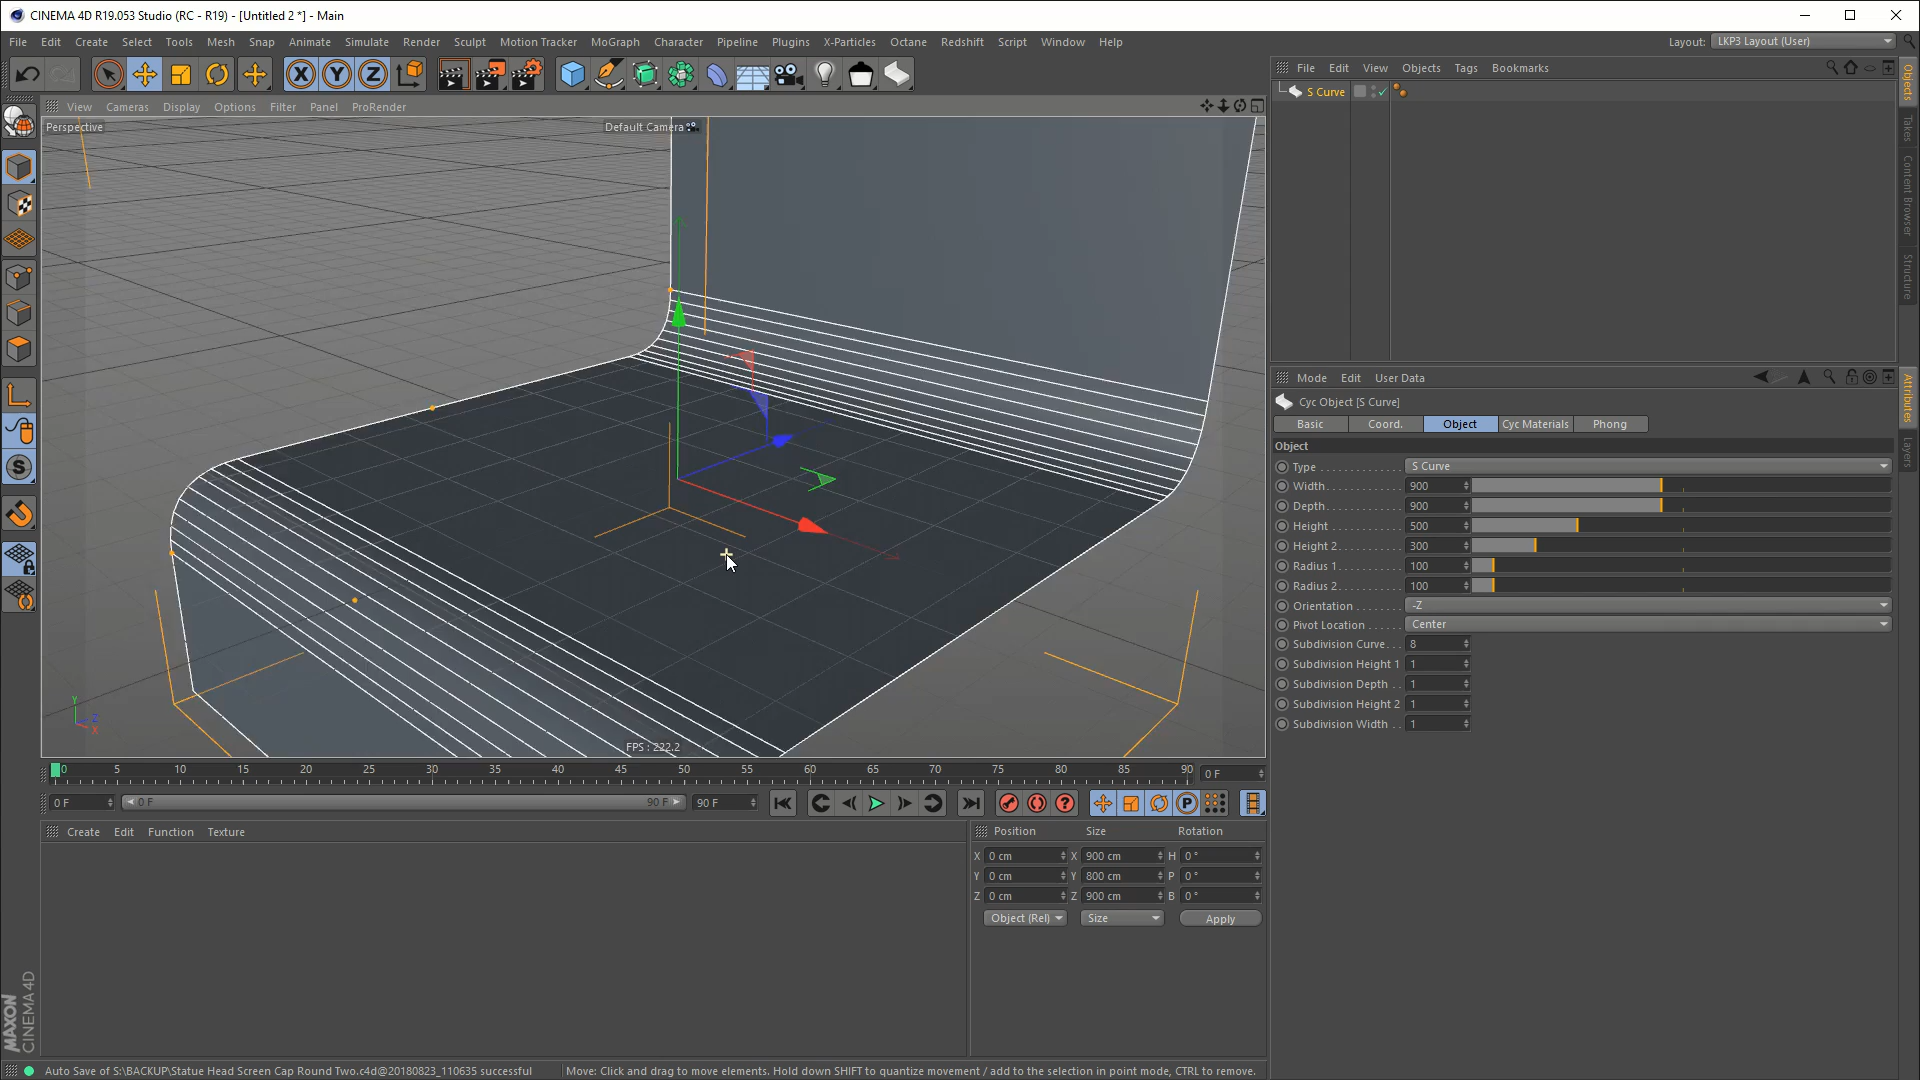 CINEMA 4D R19.053 Studio (RC - R19) - [Untitled 2 *] - Main
File Edit Create Select Tools Mesh Snap Animate Simulate Render Sculpt Motion Tracker MoGraph Character Pipeline Plugins X-Particles Octane Redshift Script Window Help
Layout: LKP3 Layout (User)
X Y Z
File Edit View Objects Tags Bookmarks
S Curve
Objects
Takes
Content Browser
Structure
View Cameras Display Options Filter Panel ProRender
Perspective
Default Camera
Y
Z
X
FPS : 222.2
Mode Edit User Data
Attributes
Layers
Cyc Object [S Curve]
Basic Coord. Object Cyc Materials Phong
Object
Type S Curve
Width 900
Depth 900
Height 500
Height 2 300
Radius 1 100
Radius 2 100
Orientation -Z
Pivot Location Center
Subdivision Curve 8
Subdivision Height 1 1
Subdivision Depth 1
Subdivision Height 2 1
Subdivision Width 1
0 5 10 15 20 25 30 35 40 45 50 55 60 65 70 75 80 85 90 0 F
0 F 0 F 90 F 90 F
P
Create Edit Function Texture
Position Size Rotation
X 0 cm X 900 cm H 0 °
Y 0 cm Y 800 cm P 0 °
Z 0 cm Z 900 cm B 0 °
Object (Rel) Size Apply
MAXON
CINEMA 4D
Auto Save of S:\BACKUP\Statue Head Screen Cap Round Two.c4d@20180823_110635 successful
Move: Click and drag to move elements. Hold down SHIFT to quantize movement / add to the selection in point mode, CTRL to remove.